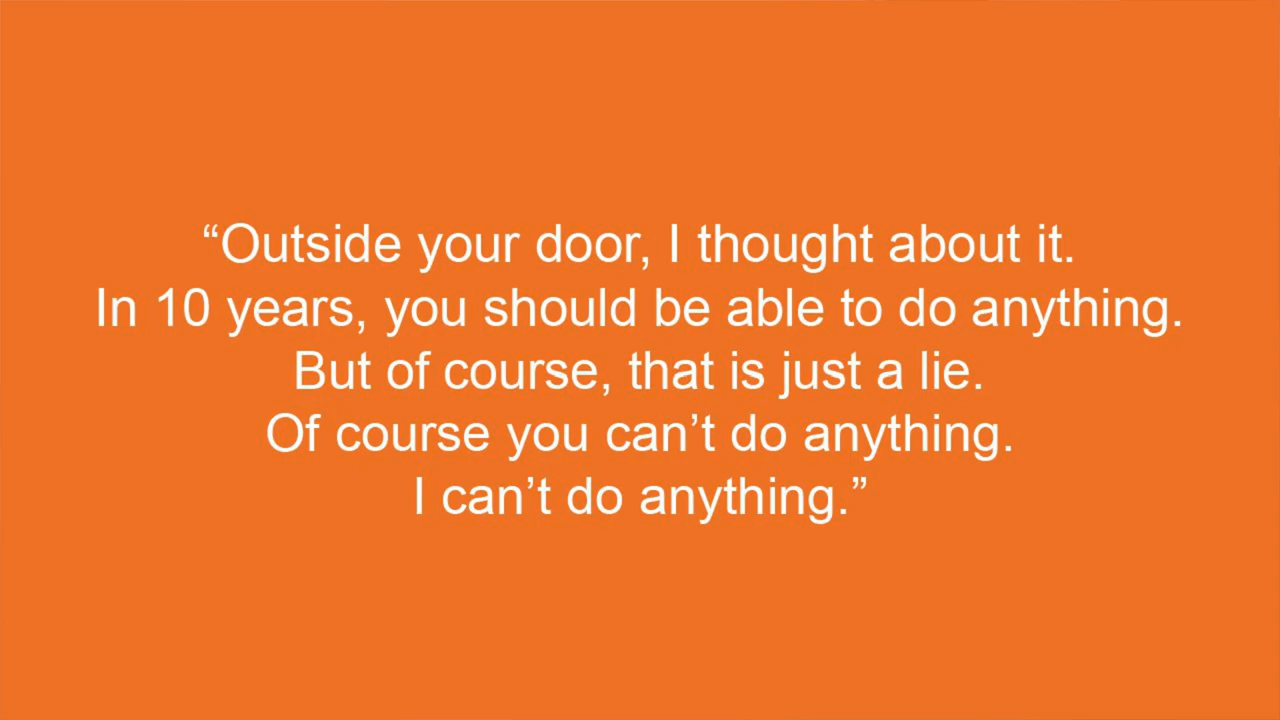 “Outside your door, I thought about it.
In 10 years, you should be able to do anything.
But of course, that is just a lie.
Of course you can’t do anything.
I can’t do anything.”